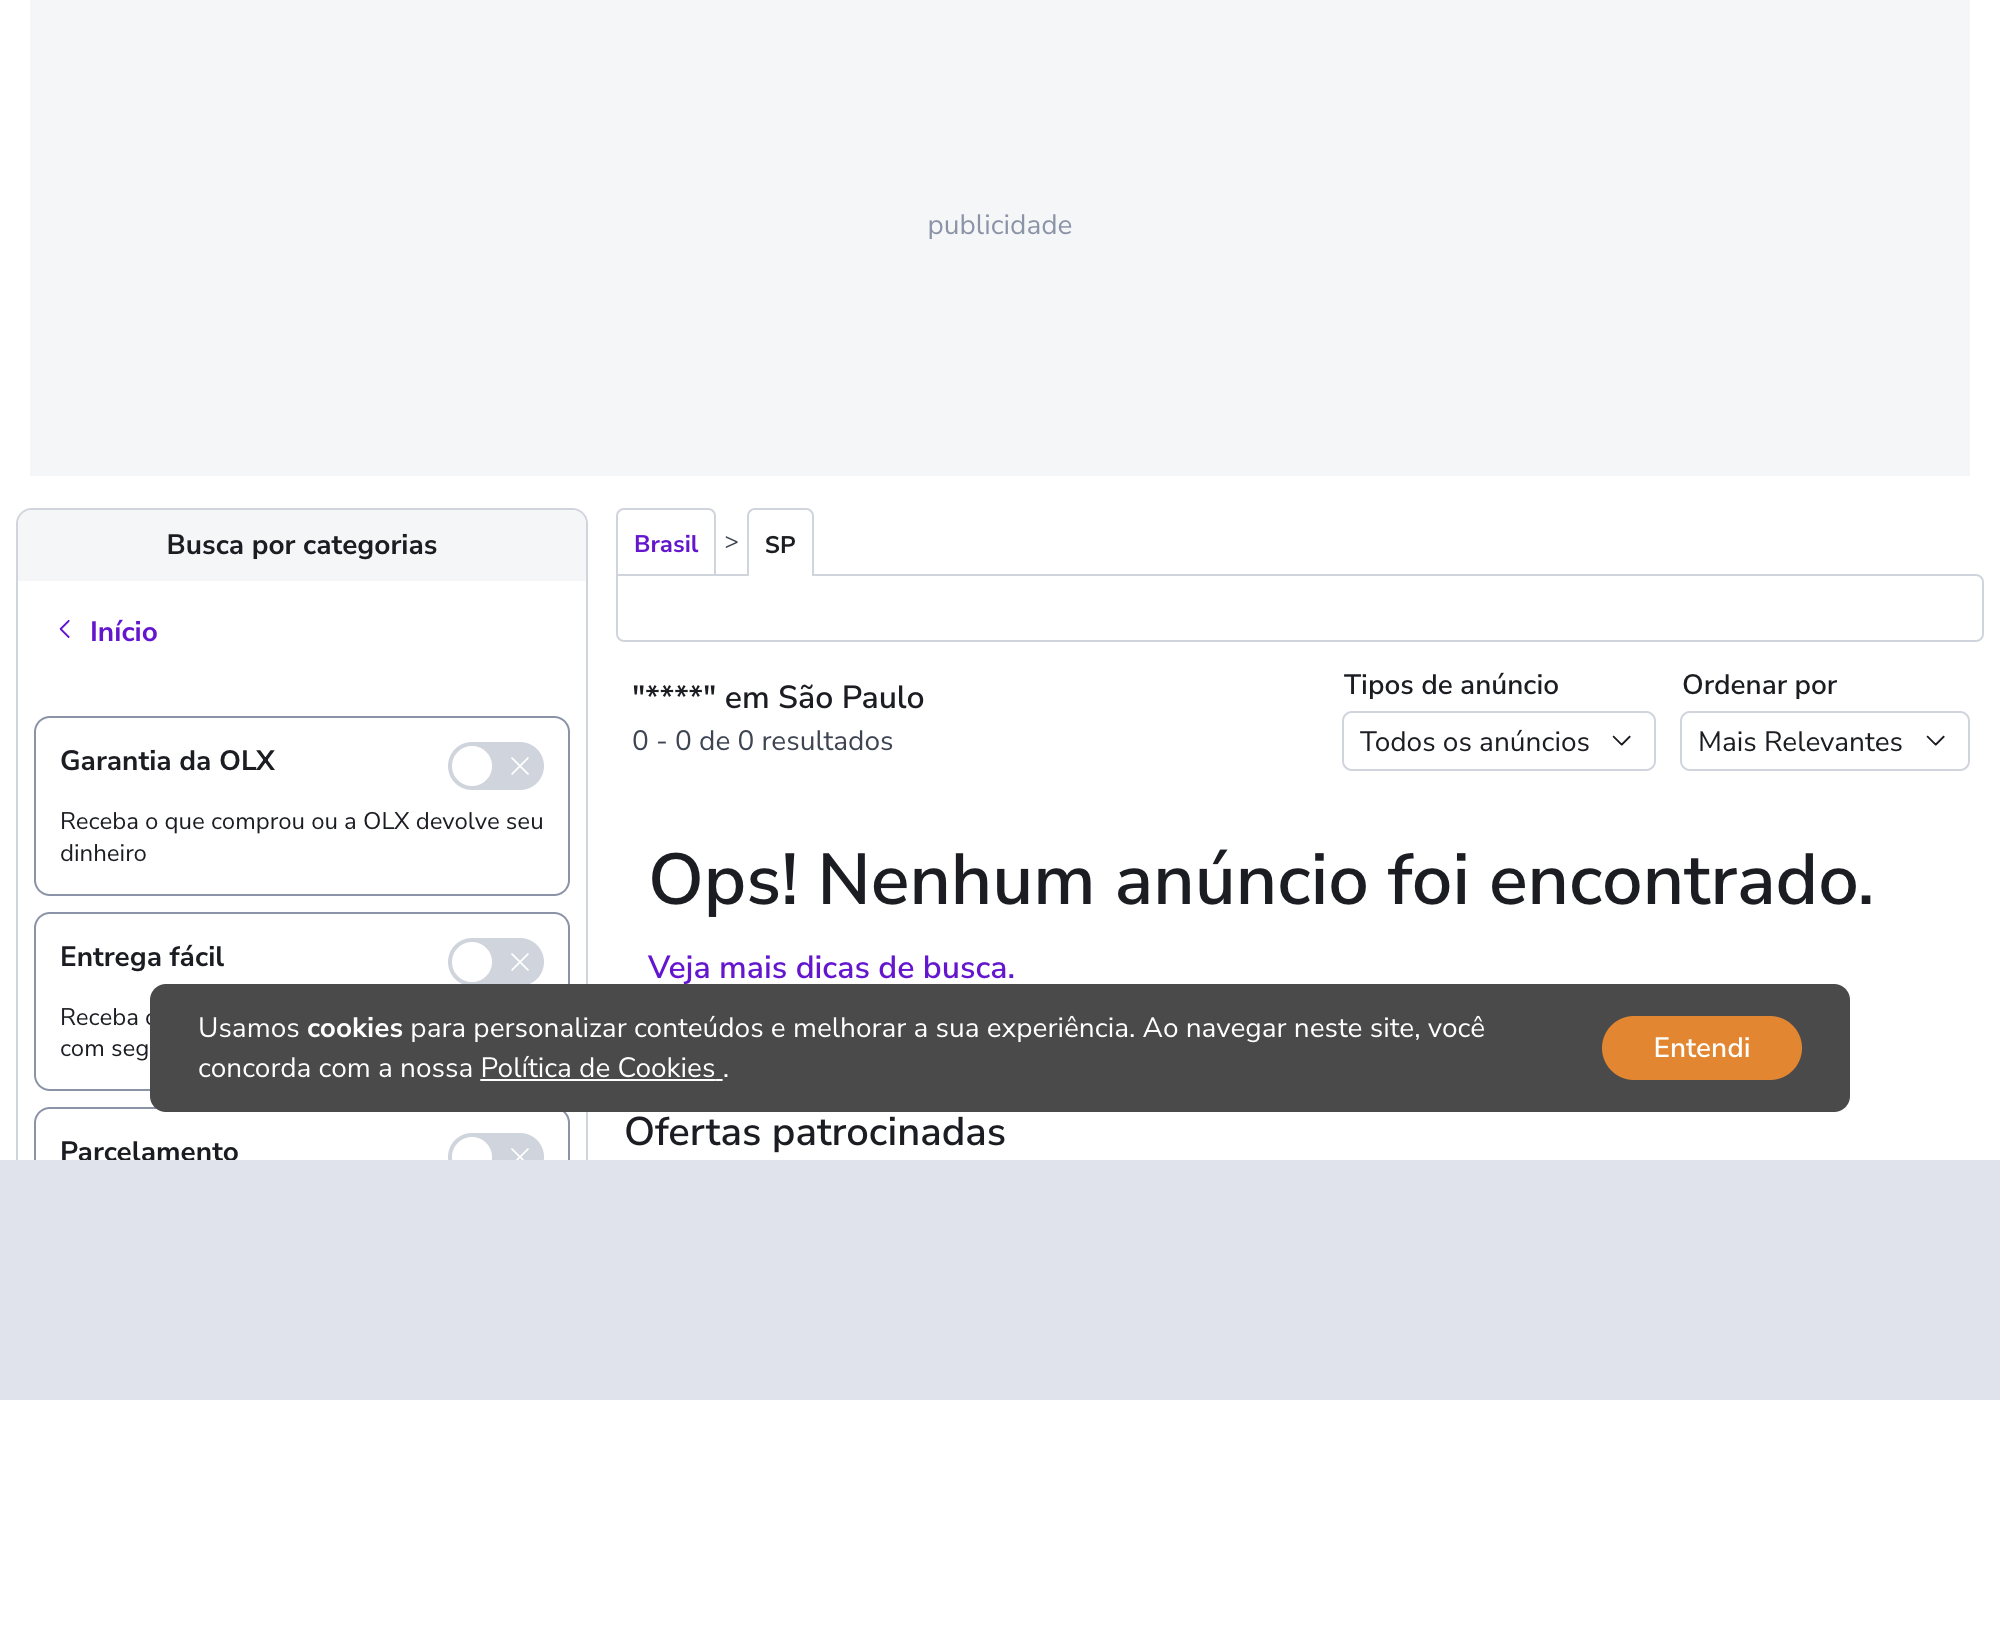 publicidade
Busca por categorias
Início
Garantia da OLX
Receba o que comprou ou a OLX devolve seu
dinheiro
Entrega fácil
Receba
com seg
Parcelamento
Brasil > SP
"****" em São Paulo
0 - 0 de 0 resultados
Tipos de anúncio
Todos os anúncios
Ordenar por
Mais Relevantes
Ops! Nenhum anúncio foi encontrado.
Veja mais dicas de busca.
Usamos cookies para personalizar conteúdos e melhorar a sua experiência. Ao navegar neste site, você
concorda com a nossa Política de Cookies .
Entendi
Ofertas patrocinadas